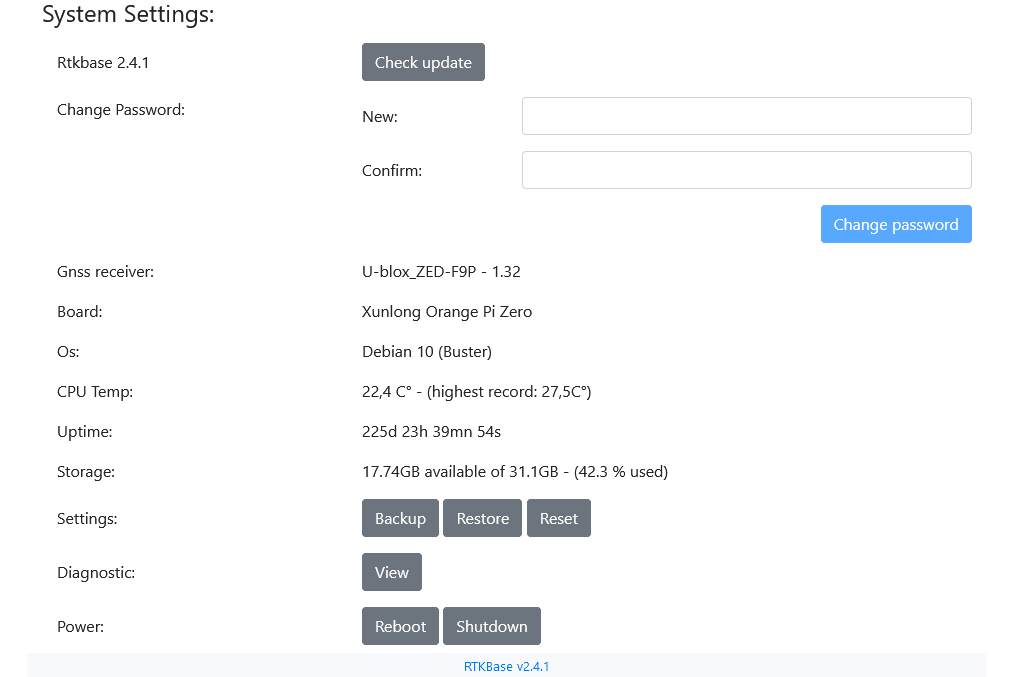 System Settings:
Rtkbase 2.4.1 Check update
Change Password: New:
Confirm:
Change password
Gnss receiver: U-blox_ZED-F9P - 1.32
Board: Xunlong Orange Pi Zero
Os: Debian 10 (Buster)
CPU Temp: 22,4 C° - (highest record: 27,5C°)
Uptime: 225d 23h 39mn 54s
Storage: 17.74GB available of 31.1GB - (42.3 % used)
Settings: Backup Restore Reset
Diagnostic: View
Power: Reboot Shutdown
RTKBase v2.4.1